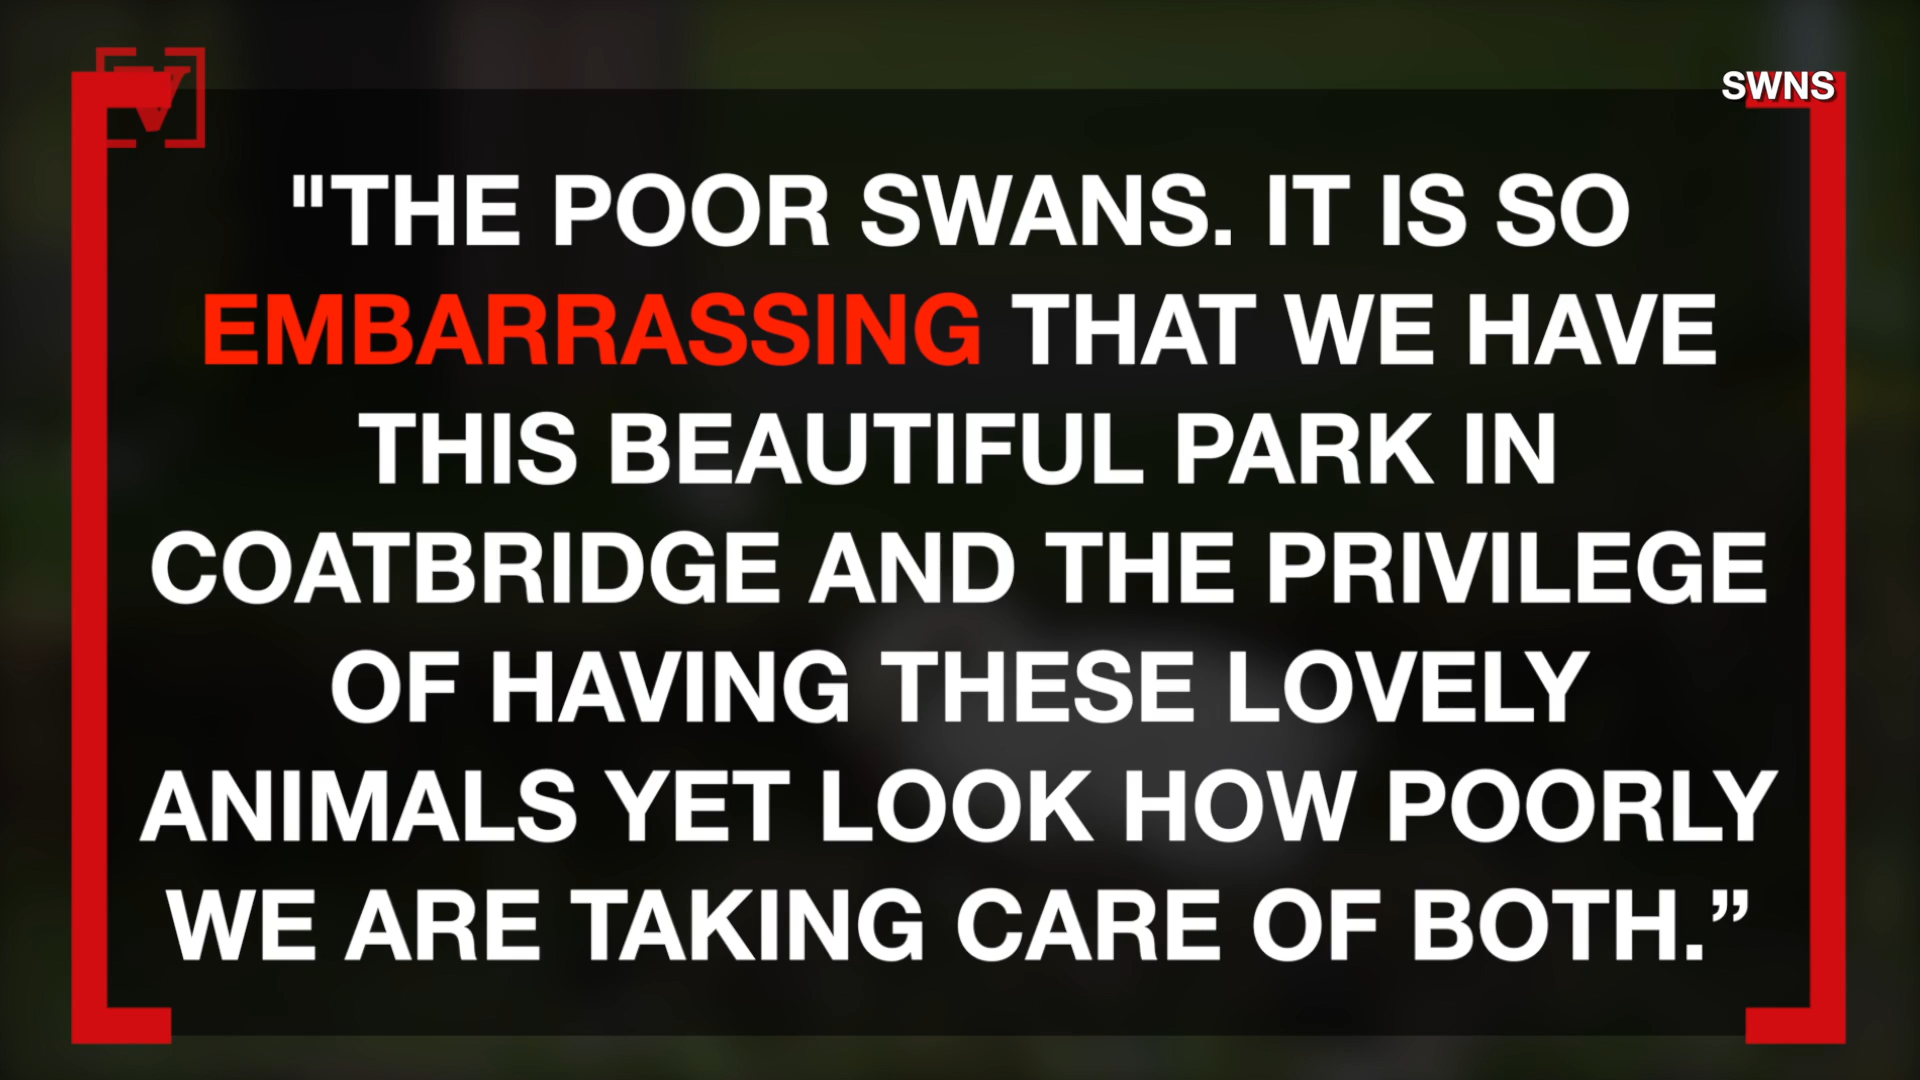 SWNS
"THE POOR SWANS. IT IS SO
EMBARRASSING THAT WE HAVE
THIS BEAUTIFUL PARK IN
COATBRIDGE AND THE PRIVILEGE
OF HAVING THESE LOVELY
ANIMALS YET LOOK HOW POORLY
WE ARE TAKING CARE OF BOTH.”